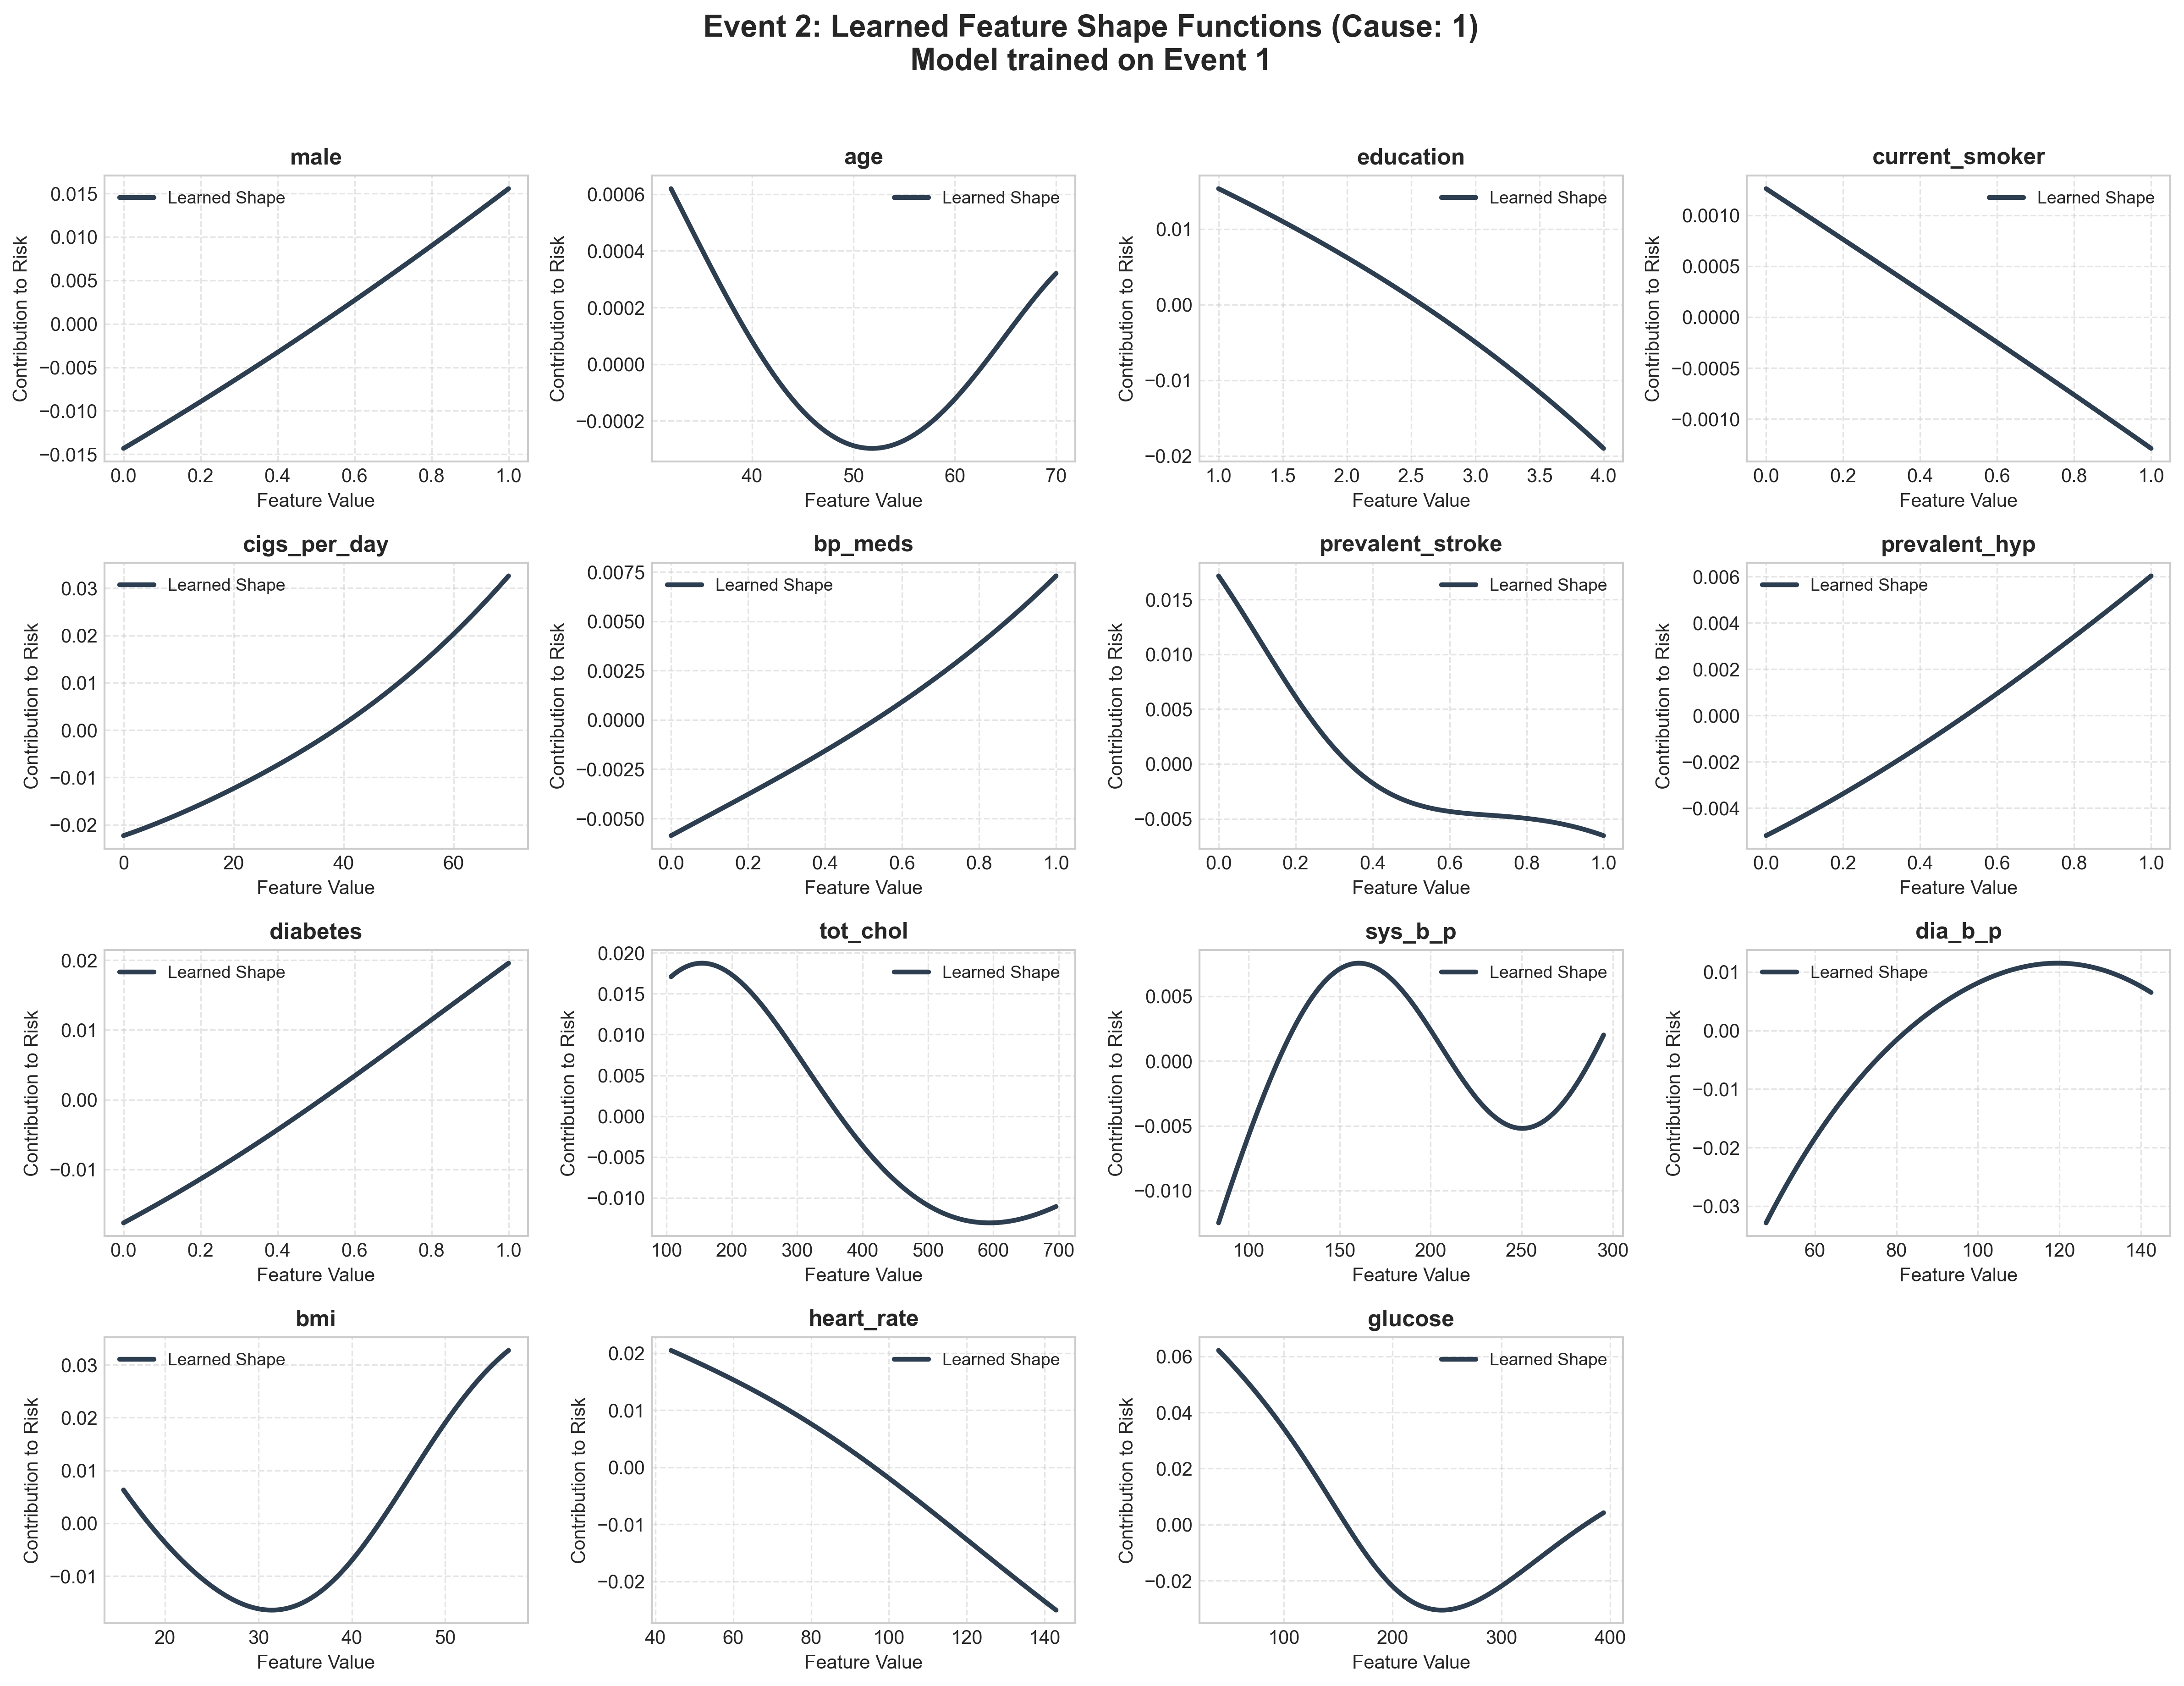 Event 2: Learned Feature Shape Functions (Cause: 1)
Model trained on Event 1
male
Learned Shape
Contribution to Risk
0.015
0.010
0.005
0.000
−0.005
−0.010
−0.015
0.0 0.2 0.4 0.6 0.8 1.0
Feature Value
age
Learned Shape
Contribution to Risk
0.0006
0.0004
0.0002
0.0000
−0.0002
40 50 60 70
Feature Value
education
Learned Shape
Contribution to Risk
0.01
0.00
−0.01
−0.02
1.0 1.5 2.0 2.5 3.0 3.5 4.0
Feature Value
current_smoker
Learned Shape
Contribution to Risk
0.0010
0.0005
0.0000
−0.0005
−0.0010
0.0 0.2 0.4 0.6 0.8 1.0
Feature Value
cigs_per_day
Learned Shape
Contribution to Risk
0.03
0.02
0.01
0.00
−0.01
−0.02
0 20 40 60
Feature Value
bp_meds
Learned Shape
Contribution to Risk
0.0075
0.0050
0.0025
0.0000
−0.0025
−0.0050
0.0 0.2 0.4 0.6 0.8 1.0
Feature Value
prevalent_stroke
Learned Shape
Contribution to Risk
0.015
0.010
0.005
0.000
−0.005
0.0 0.2 0.4 0.6 0.8 1.0
Feature Value
prevalent_hyp
Learned Shape
Contribution to Risk
0.006
0.004
0.002
0.000
−0.002
−0.004
0.0 0.2 0.4 0.6 0.8 1.0
Feature Value
diabetes
Learned Shape
Contribution to Risk
0.02
0.01
0.00
−0.01
0.0 0.2 0.4 0.6 0.8 1.0
Feature Value
tot_chol
Learned Shape
Contribution to Risk
0.020
0.015
0.010
0.005
0.000
−0.005
−0.010
100 200 300 400 500 600 700
Feature Value
sys_b_p
Learned Shape
Contribution to Risk
0.005
0.000
−0.005
−0.010
100 150 200 250 300
Feature Value
dia_b_p
Learned Shape
Contribution to Risk
0.01
0.00
−0.01
−0.02
−0.03
60 80 100 120 140
Feature Value
bmi
Learned Shape
Contribution to Risk
0.03
0.02
0.01
0.00
−0.01
20 30 40 50
Feature Value
heart_rate
Learned Shape
Contribution to Risk
0.02
0.01
0.00
−0.01
−0.02
40 60 80 100 120 140
Feature Value
glucose
Learned Shape
Contribution to Risk
0.06
0.04
0.02
0.00
−0.02
100 200 300 400
Feature Value